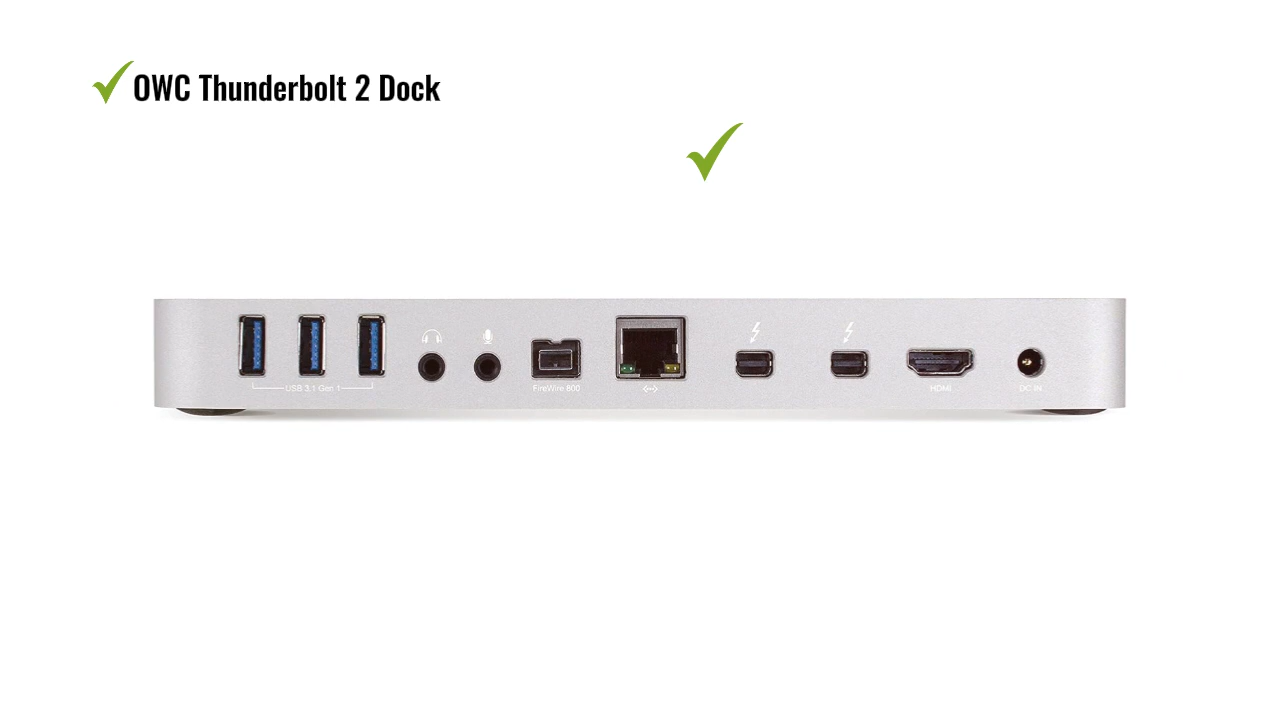 OWC Thunderbolt 2 Dock
USB 3.1 Gen 1
FireWire 800
HDMI
DC IN